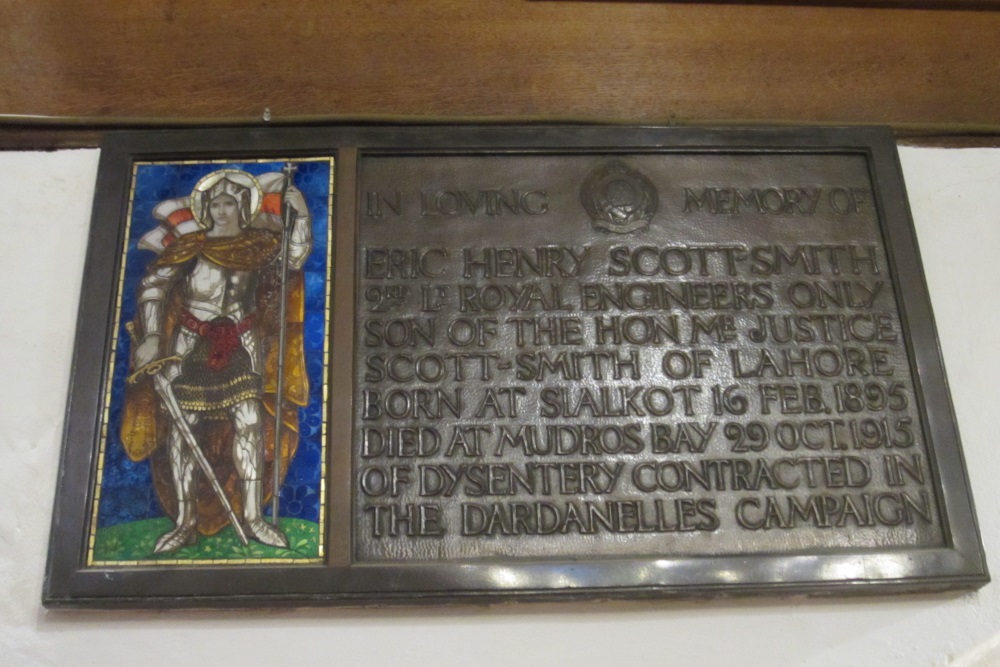 IN LOVING MEMORY OF
ERIC HENRY SCOTT-SMITH
2ND LT ROYAL ENGINEERS ONLY
SON OF THE HON MR JUSTICE
SCOTT-SMITH OF LAHORE
BORN AT SIALKOT 16 FEB. 1895
DIED AT MUDROS BAY 29 OCT. 1915
OF DYSENTERY CONTRACTED IN
THE DARDANELLES CAMPAIGN